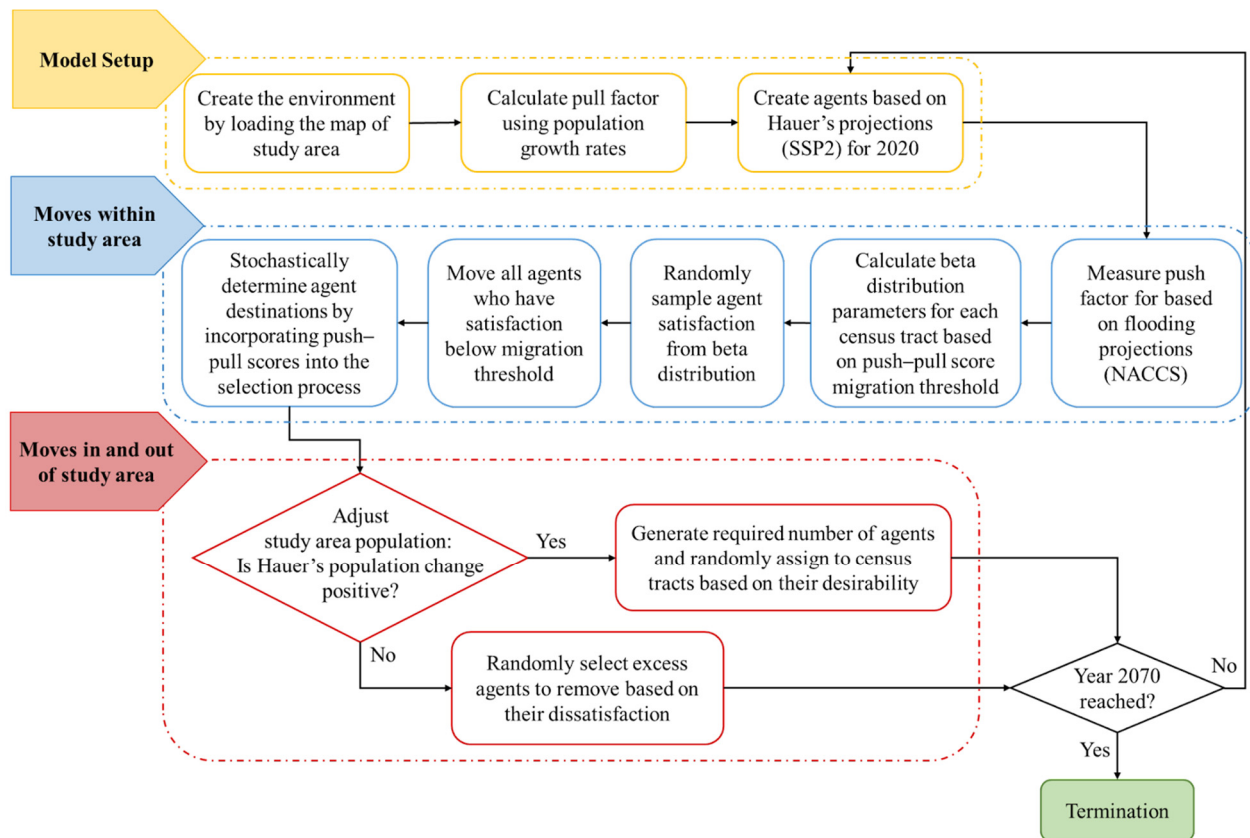 Model Setup
Create the environment
by loading the map of
study area
Calculate pull factor
using population
growth rates
Create agents based on
Hauer’s projections
(SSP2) for 2020
Moves within
study area
Stochastically
determine agent
destinations by
incorporating push–
pull scores into the
selection process
Move all agents
who have
satisfaction
below migration
threshold
Randomly
sample agent
satisfaction
from beta
distribution
Calculate beta
distribution
parameters for each
census tract based
on push–pull score
migration threshold
Measure push
factor for based
on flooding
projections
(NACCS)
Moves in and out
of study area
Adjust
study area population:
Is Hauer’s population change
positive?
Yes
Generate required number of agents
and randomly assign to census
tracts based on their desirability
No
Randomly select excess
agents to remove based on
their dissatisfaction
Year 2070
reached?
No
Yes
Termination